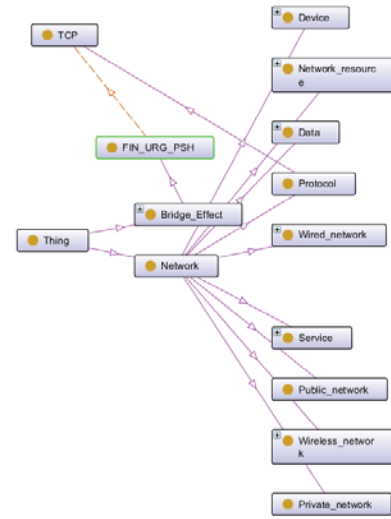 Device
TCP
Network_resourc
e
Data
FIN_URG_PSH
Protocol
Bridge_Effect
Thing
Wired_network
Network
Service
Public_network
Wireless_networ
k
Private_network